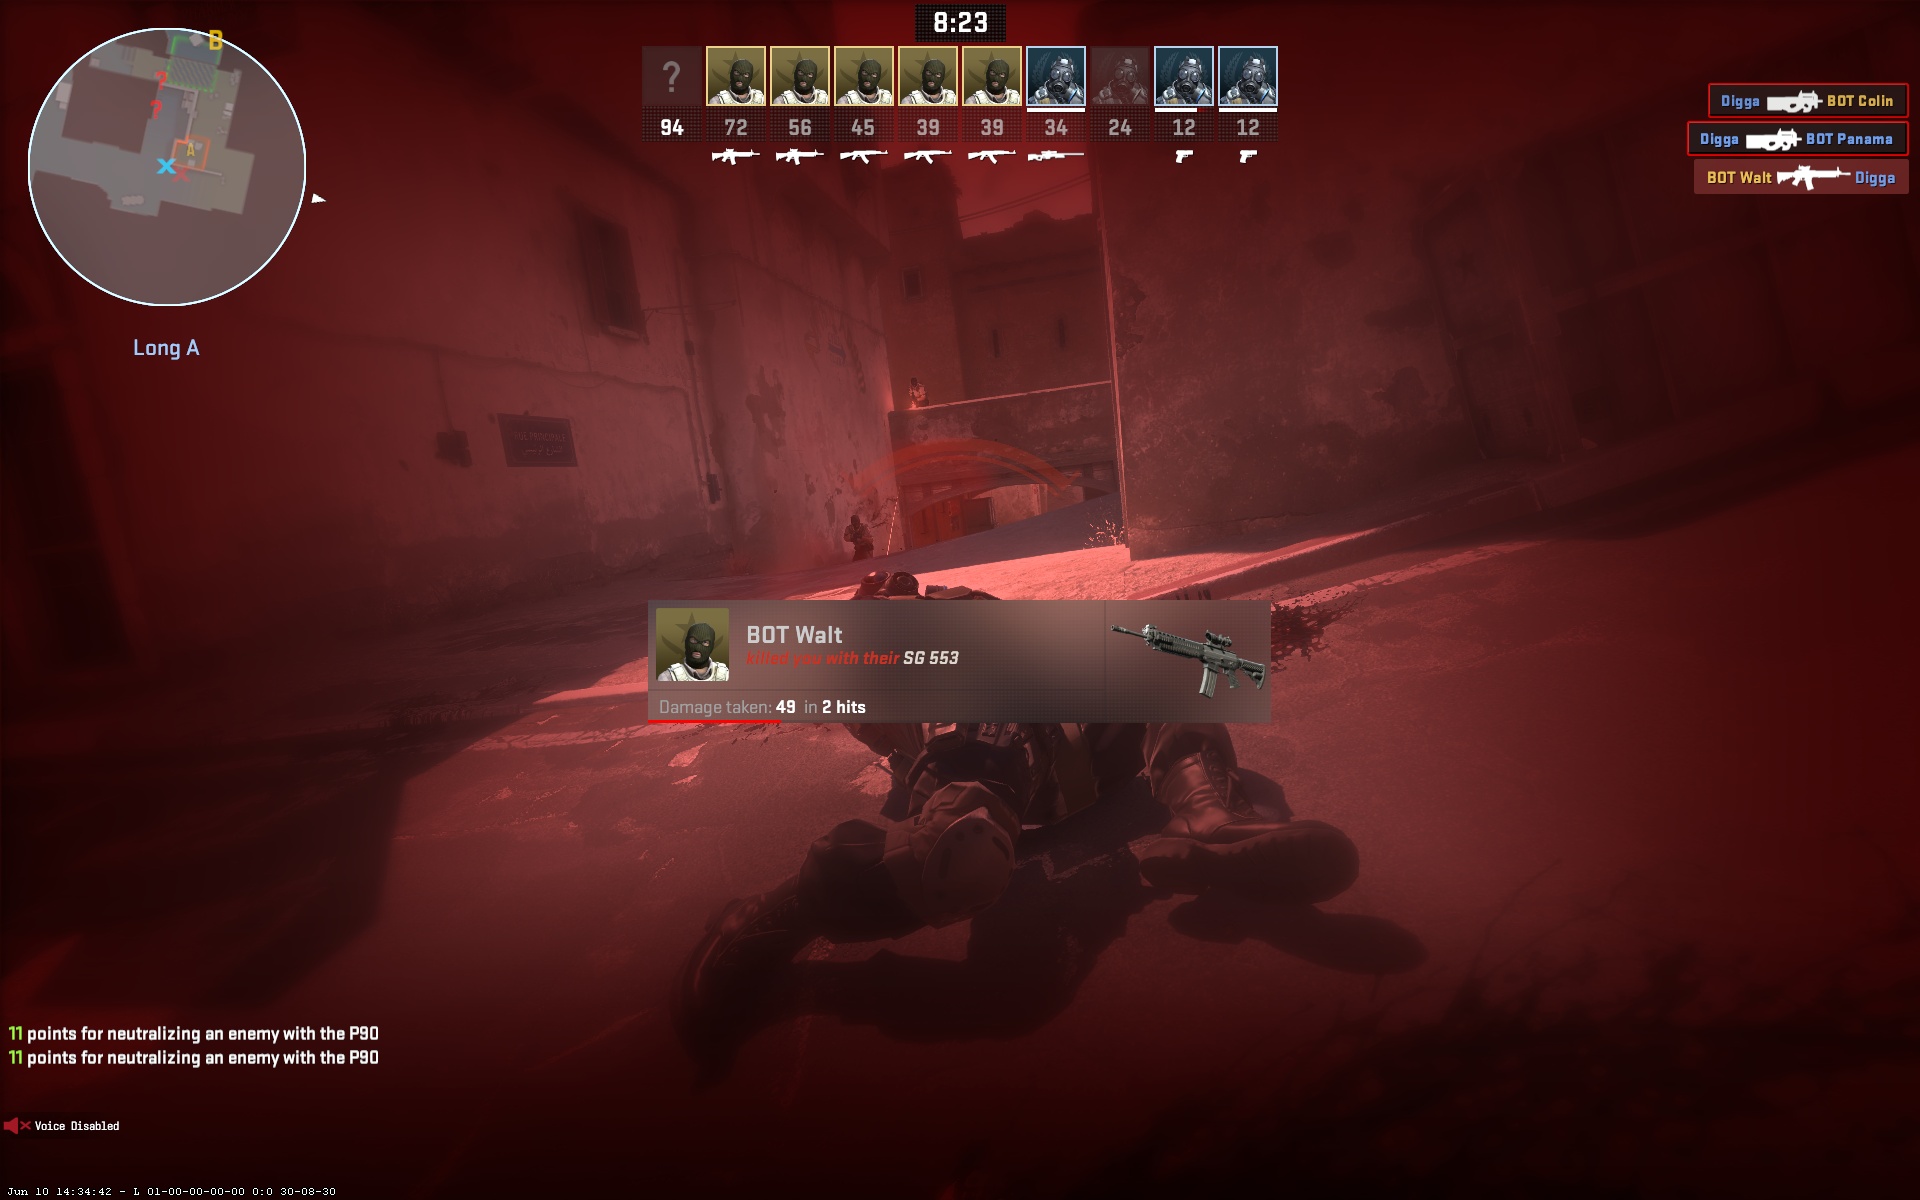 8:23
B
?
?
?
A
94 72 56 45 39 39 34 24 12 12
Digga BOT Colin
Digga BOT Panama
BOT Walt Digga
Long A
BOT Walt
killed you with their SG 553
Damage taken: 49 in 2 hits
11 points for neutralizing an enemy with the P90
11 points for neutralizing an enemy with the P90
Voice Disabled
Jun 10 14:34:42 - L 01-00-00-00-00 0:0 30-08-30